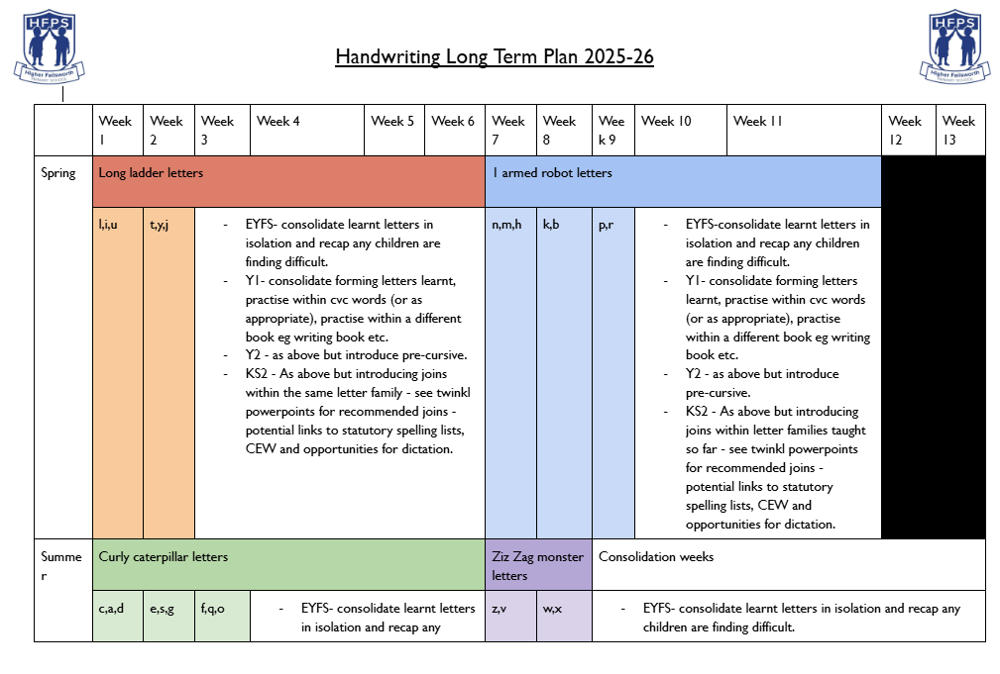 HFPS
Higher Failsworth
PRIMARY SCHOOL
HFPS
Higher Failsworth
PRIMARY SCHOOL
Handwriting Long Term Plan 2025-26
Week 1
Week 2
Week 3
Week 4
Week 5
Week 6
Week 7
Week 8
Wee k 9
Week 10
Week 11
Week 12
Week 13
Spring
Long ladder letters
1 armed robot letters
l,i,u
t,y,j
- EYFS- consolidate learnt letters in
isolation and recap any children are
finding difficult.
- Y1- consolidate forming letters learnt,
practise within cvc words (or as
appropriate), practise within a different
book eg writing book etc.
- Y2 - as above but introduce pre-cursive.
- KS2 - As above but introducing joins
within the same letter family - see twinkl
powerpoints for recommended joins -
potential links to statutory spelling lists,
CEW and opportunities for dictation.
n,m,h
k,b
p,r
- EYFS-consolidate learnt letters in
isolation and recap any children
are finding difficult.
- Y1- consolidate forming letters
learnt, practise within cvc words
(or as appropriate), practise
within a different book eg writing
book etc.
- Y2 - as above but introduce
pre-cursive.
- KS2 - As above but introducing
joins within letter families taught
so far - see twinkl powerpoints
for recommended joins -
potential links to statutory
spelling lists, CEW and
opportunities for dictation.
Summe
r
Curly caterpillar letters
Ziz Zag monster
letters
Consolidation weeks
c,a,d
e,s,g
f,q,o
- EYFS- consolidate learnt letters
in isolation and recap any
z,v
w,x
- EYFS- consolidate learnt letters in isolation and recap any
children are finding difficult.